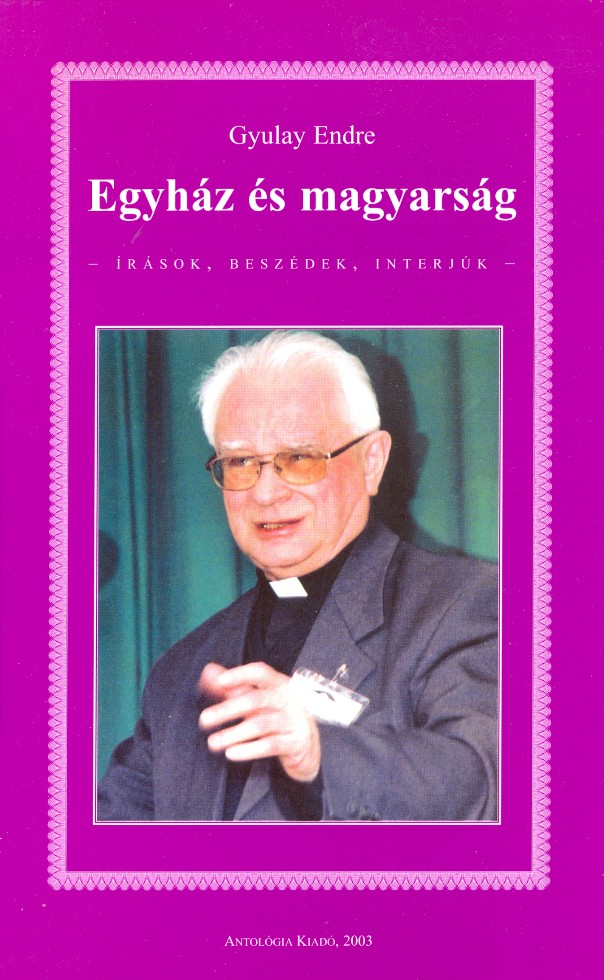 Gyulay Endre
Egyház és magyarság
– ÍRÁSOK, BESZÉDEK, INTERJÚK –
ANTOLÓGIA KIADÓ, 2003